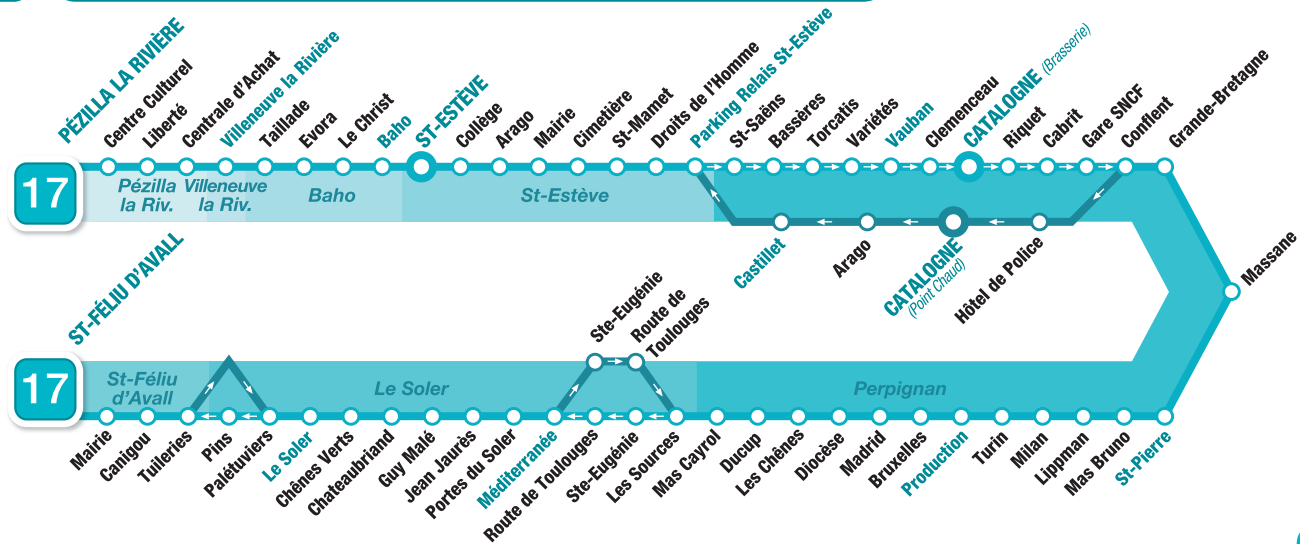 PÉZILLA LA RIVIÈRE
Centre Culturel
Liberté
Centrale d'Achat
Villeneuve la Rivière
Taillade
Evora
Le Christ
Baho
ST-ESTÈVE
Collège
Arago
Mairie
Cimetière
St-Mamet
Droits de l'Homme
Parking Relais St-Estève
St-Saëns
Bassères
Torcatis
Variétés
Vauban
Clemenceau
CATALOGNE (Brasserie)
Riquet
Cabrit
Gare SNCF
Conflent
Grande-Bretagne
17
Pézilla
la Riv.
Villeneuve
la Riv.
Baho
St-Estève
Castillet
Arago
CATALOGNE
(Point Chaud)
Hôtel de Police
Massane
ST-FÉLIU D'AVALL
Ste-Eugénie
Route de
Toulouges
17
St-Féliu
d'Avall
Le Soler
Perpignan
Mairie
Canigou
Tuileries
Pins
Palétuviers
Le Soler
Chênes Verts
Chateaubriand
Guy Malé
Jean Jaurès
Portes du Soler
Méditerranée
Route de Toulouges
Ste-Eugénie
Les Sources
Mas Cayrol
Ducup
Les Chênes
Diocèse
Madrid
Bruxelles
Production
Turin
Milan
Lippman
Mas Bruno
St-Pierre